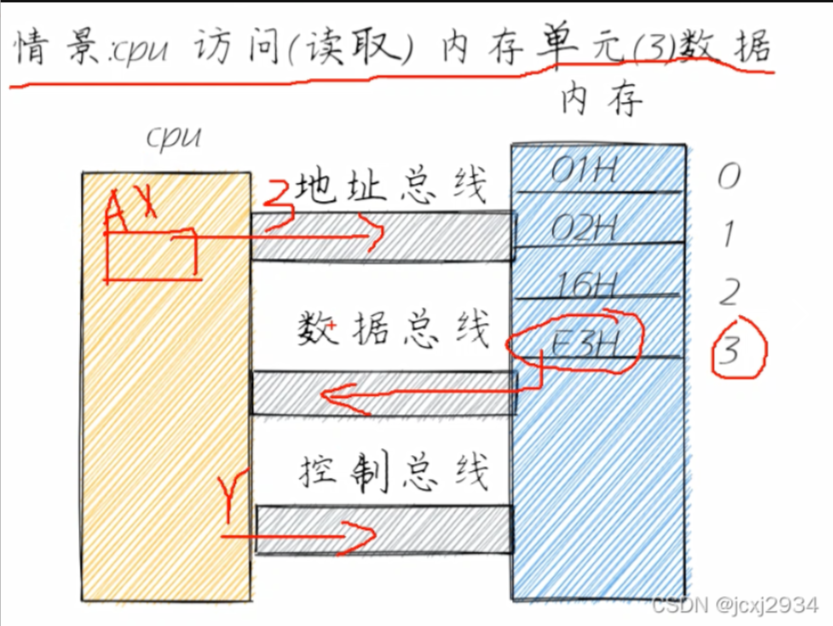 情景:cpu 访问(读取) 内存单元(3)数据
内存
cpu
AX
3
地址总线
01H 0
02H 1
16H 2
数据总线
E3H 3
控制总线
r
CSDN @jcxj2934